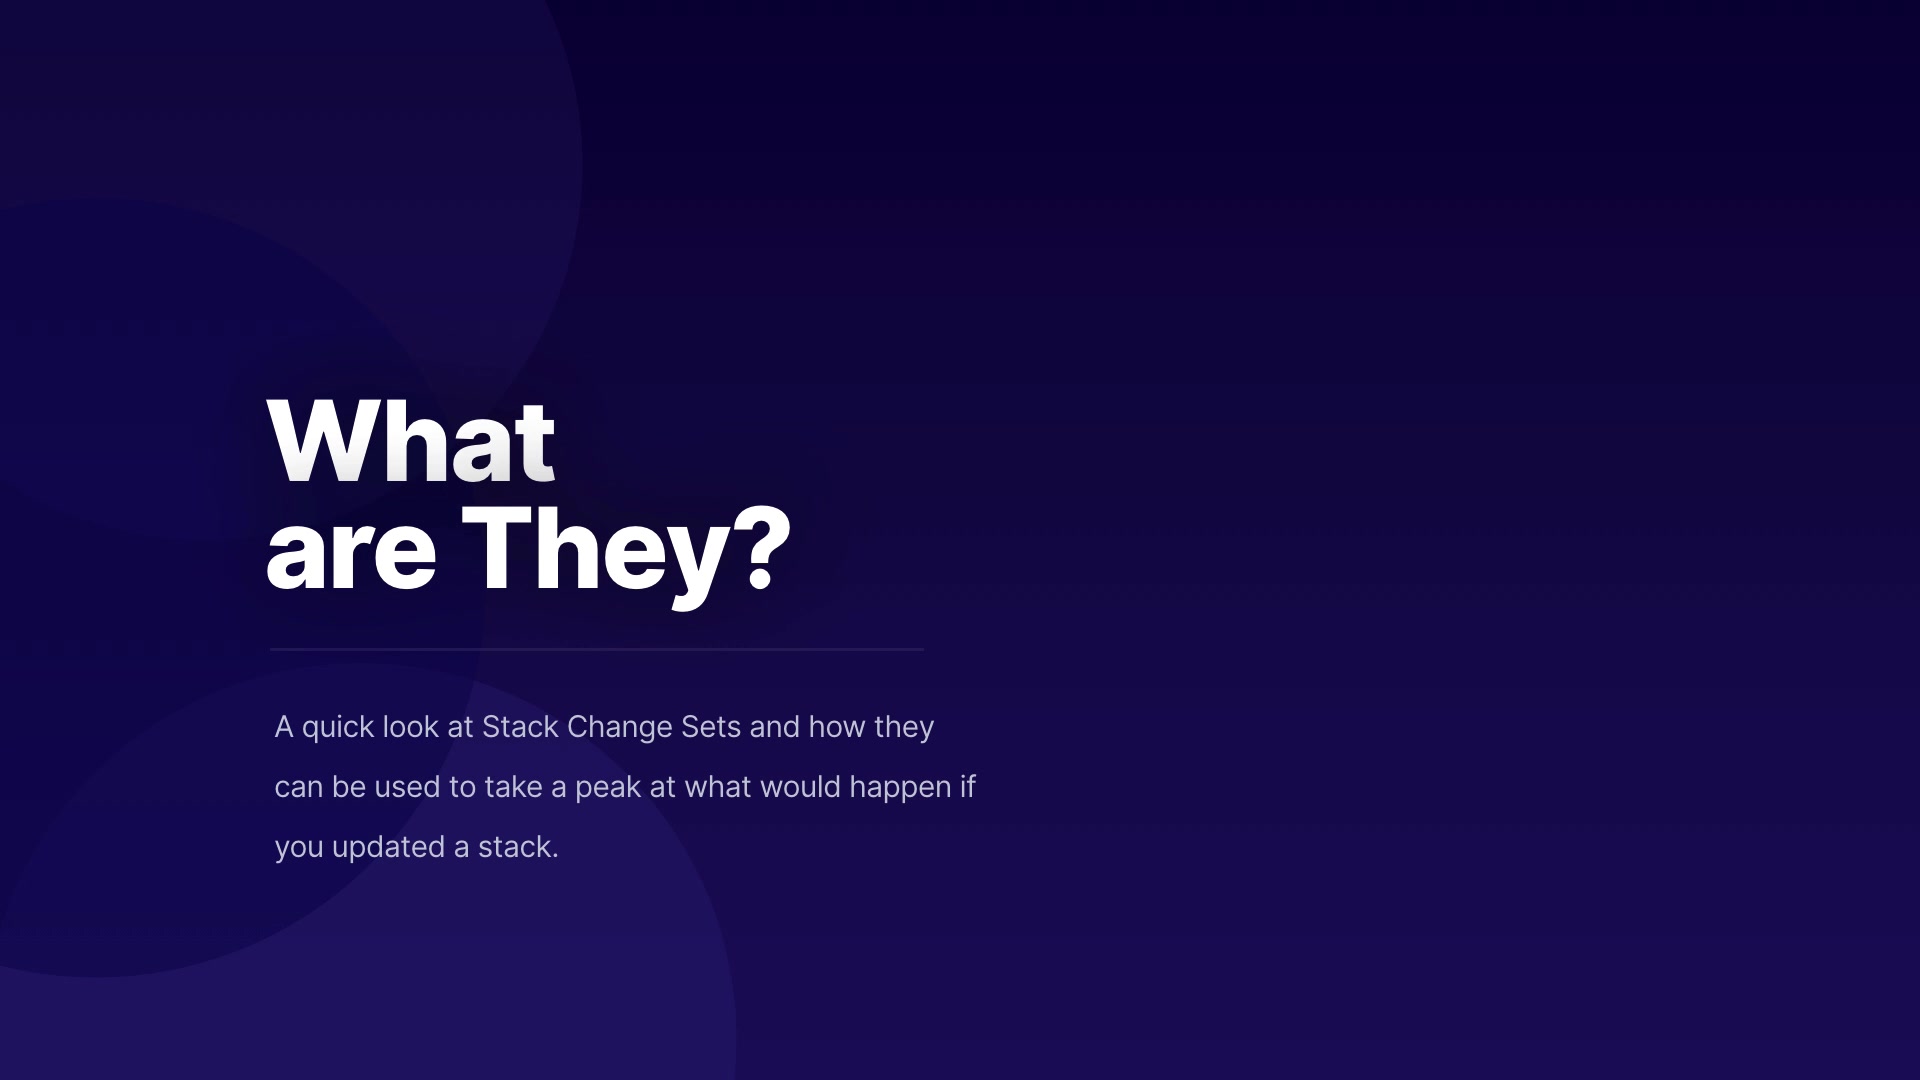 What
are They?
A quick look at Stack Change Sets and how they
can be used to take a peak at what would happen if
you updated a stack.